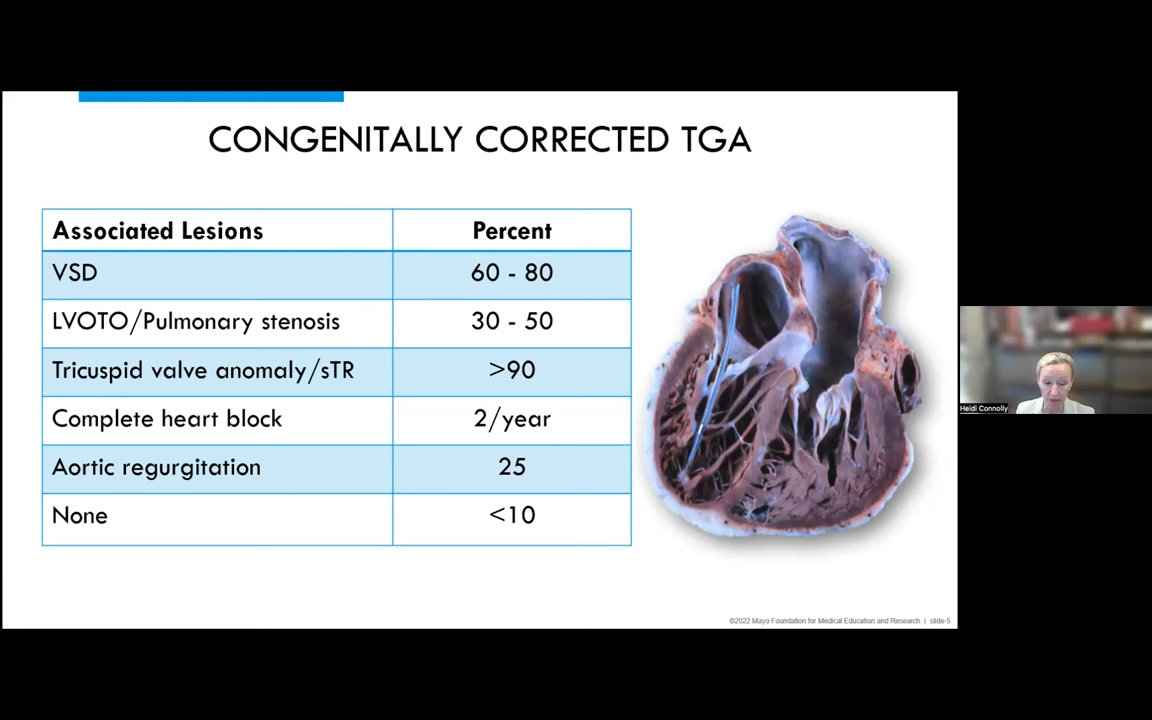 CONGENITALLY CORRECTED TGA
Associated Lesions Percent
VSD 60 - 80
LVOTO/Pulmonary stenosis 30 - 50
Tricuspid valve anomaly/sTR >90
Complete heart block 2/year
Aortic regurgitation 25
None <10
Heidi Connolly
©2022 Mayo Foundation for Medical Education and Research | slide-5